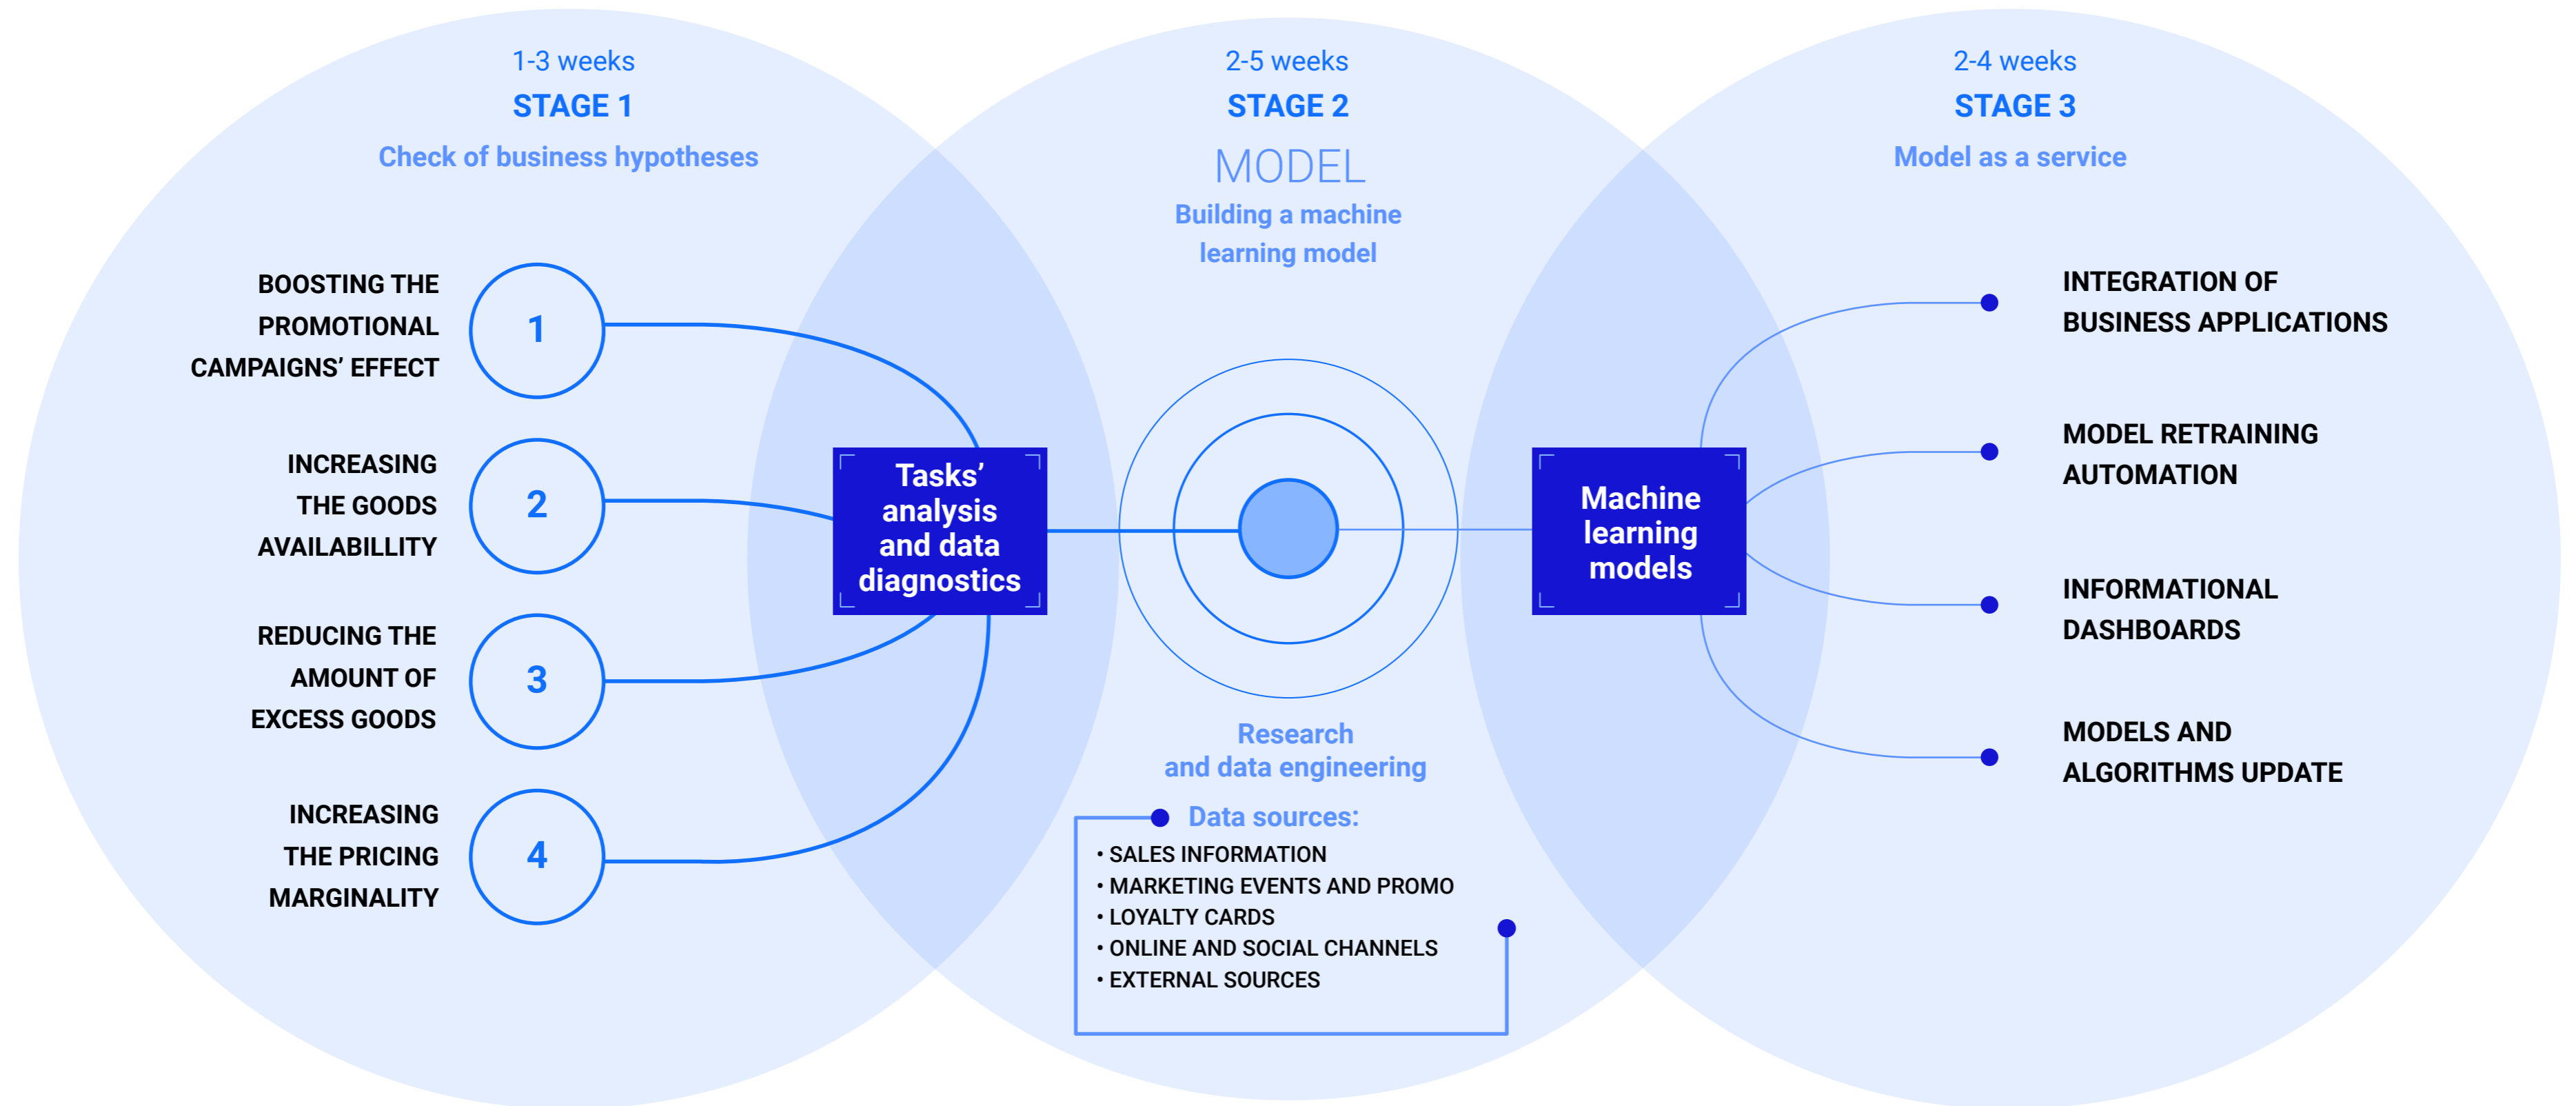 1-3 weeks
STAGE 1
Check of business hypotheses
BOOSTING THE
PROMOTIONAL
CAMPAIGNS’ EFFECT
1
INCREASING
THE GOODS
AVAILABILLITY
2
REDUCING THE
AMOUNT OF
EXCESS GOODS
3
INCREASING
THE PRICING
MARGINALITY
4
Tasks’
analysis
and data
diagnostics
2-5 weeks
STAGE 2
MODEL
Building a machine
learning model
Research
and data engineering
Data sources:
• SALES INFORMATION
• MARKETING EVENTS AND PROMO
• LOYALTY CARDS
• ONLINE AND SOCIAL CHANNELS
• EXTERNAL SOURCES
Machine
learning
models
2-4 weeks
STAGE 3
Model as a service
INTEGRATION OF
BUSINESS APPLICATIONS
MODEL RETRAINING
AUTOMATION
INFORMATIONAL
DASHBOARDS
MODELS AND
ALGORITHMS UPDATE